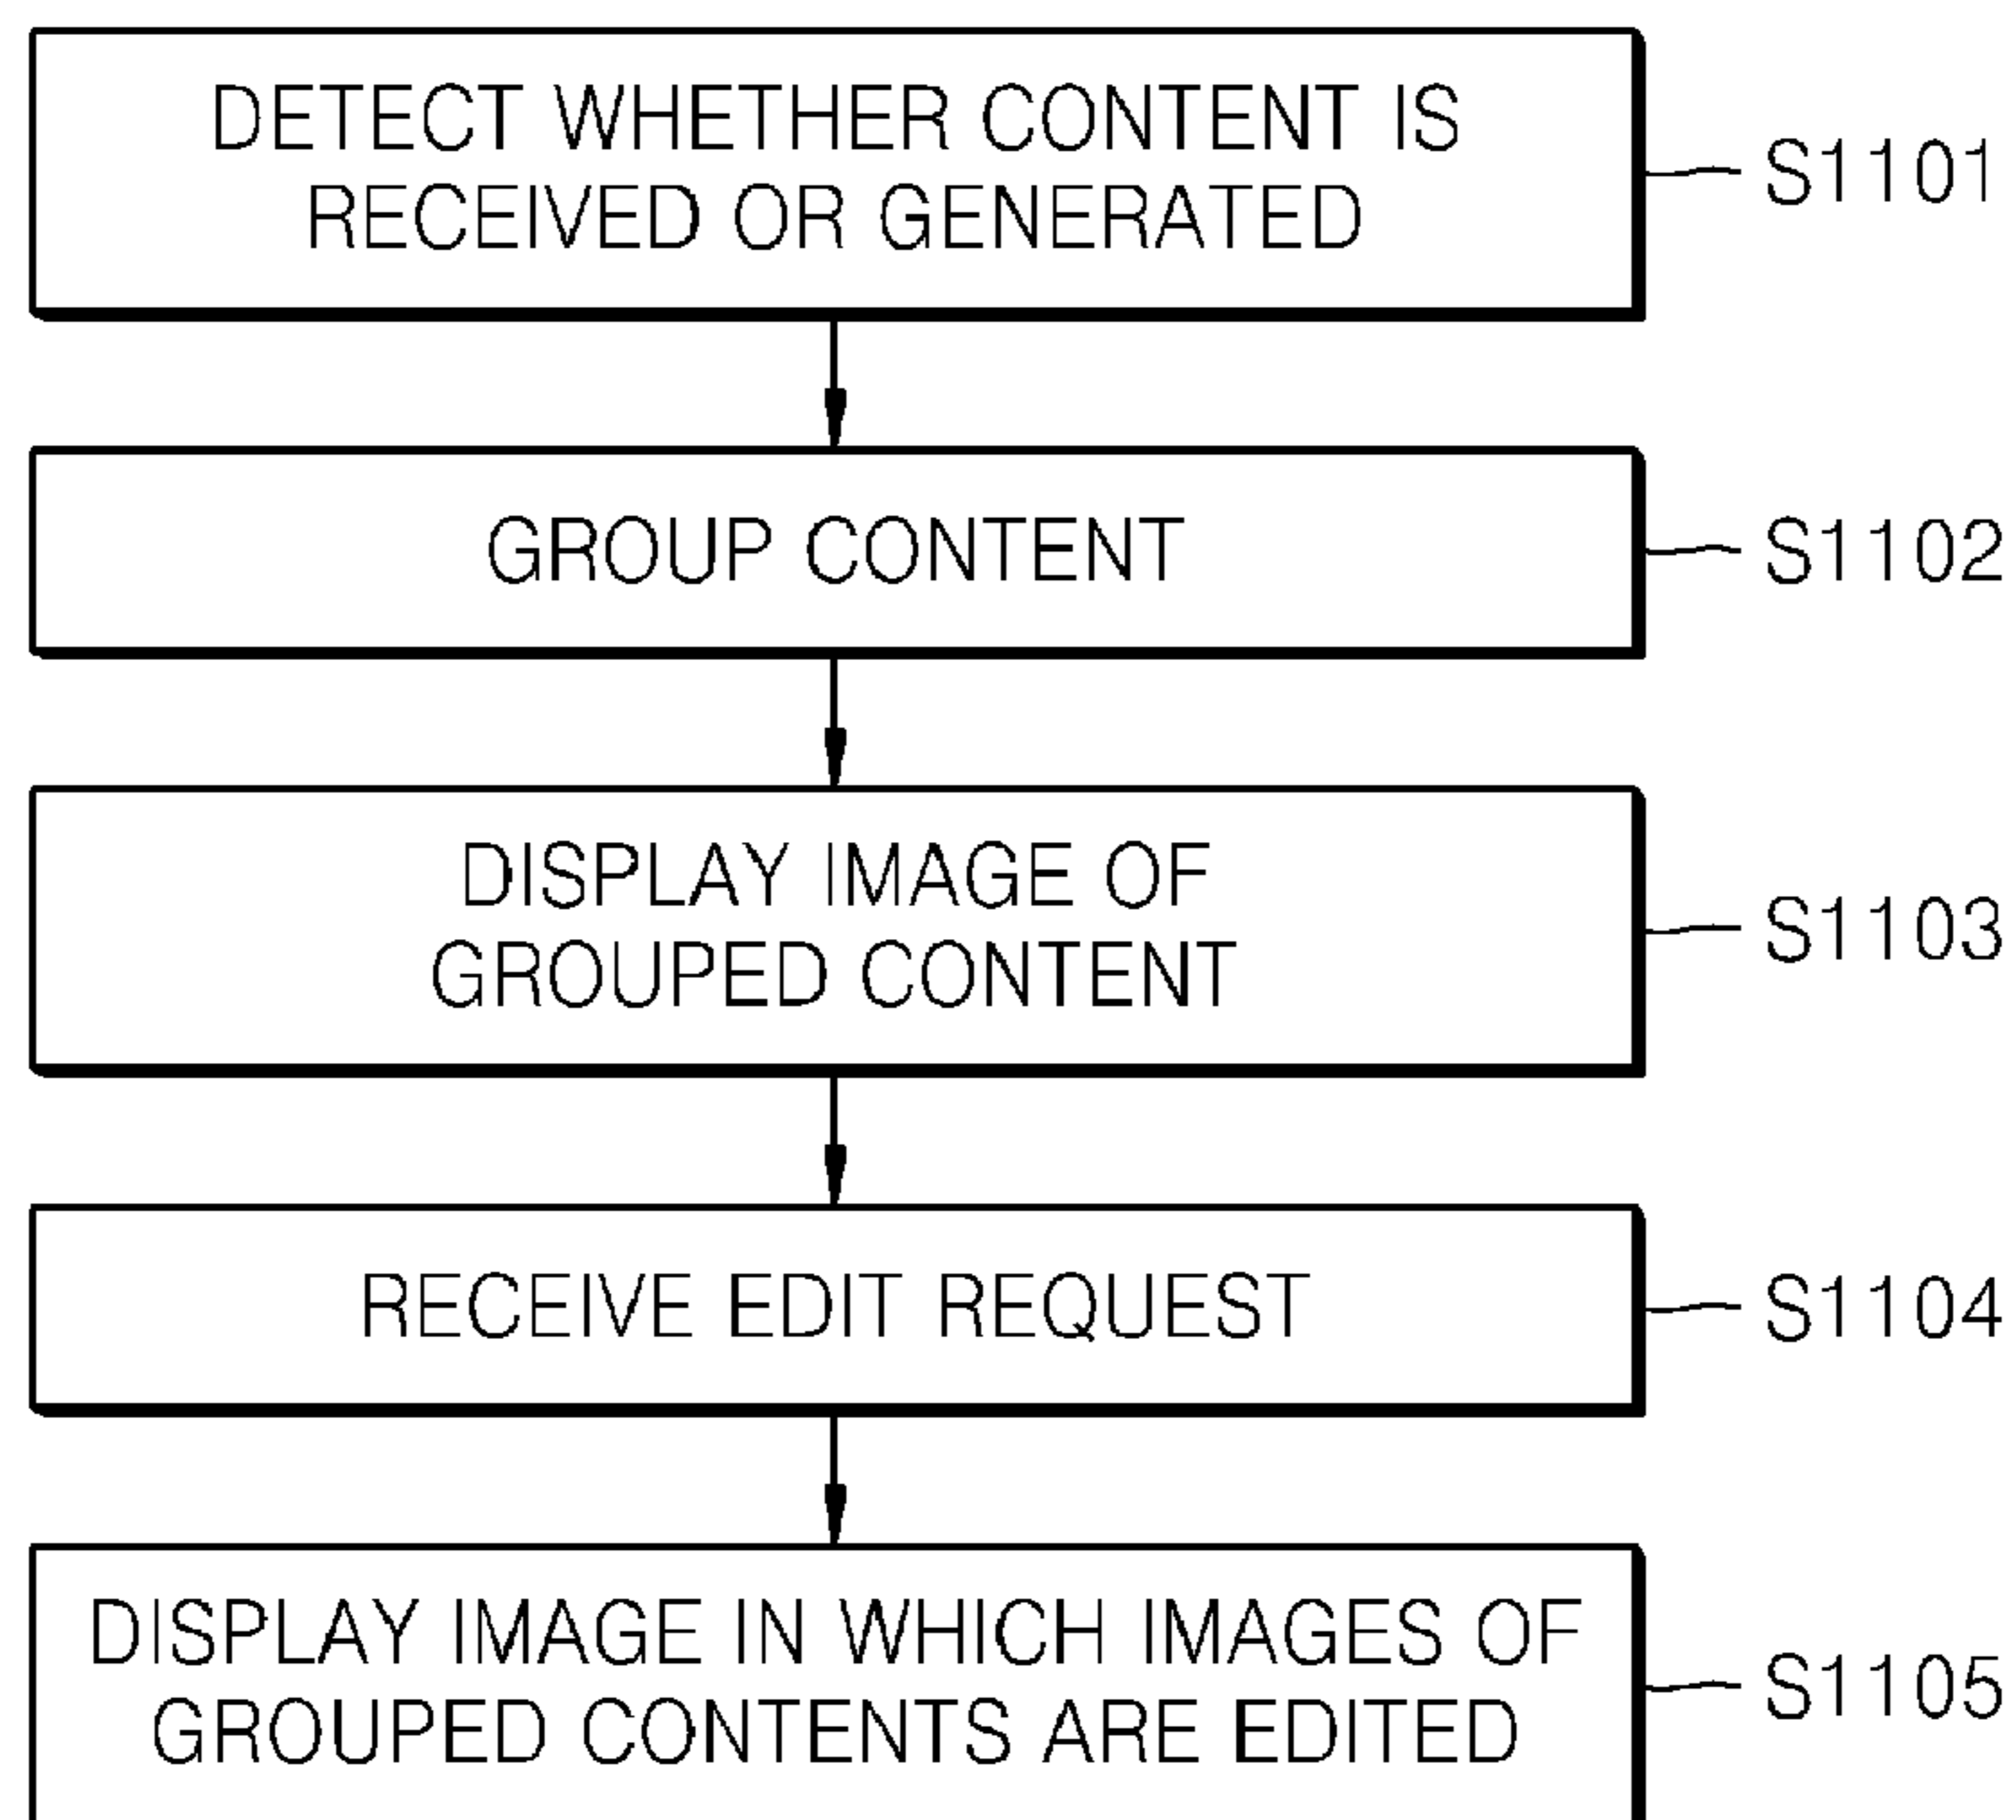 DETECT WHETHER CONTENT IS
RECEIVED OR GENERATED
S1101
GROUP CONTENT
S1102
DISPLAY IMAGE OF
GROUPED CONTENT
S1103
RECEIVE EDIT REQUEST
S1104
DISPLAY IMAGE IN WHICH IMAGES OF
GROUPED CONTENTS ARE EDITED
S1105